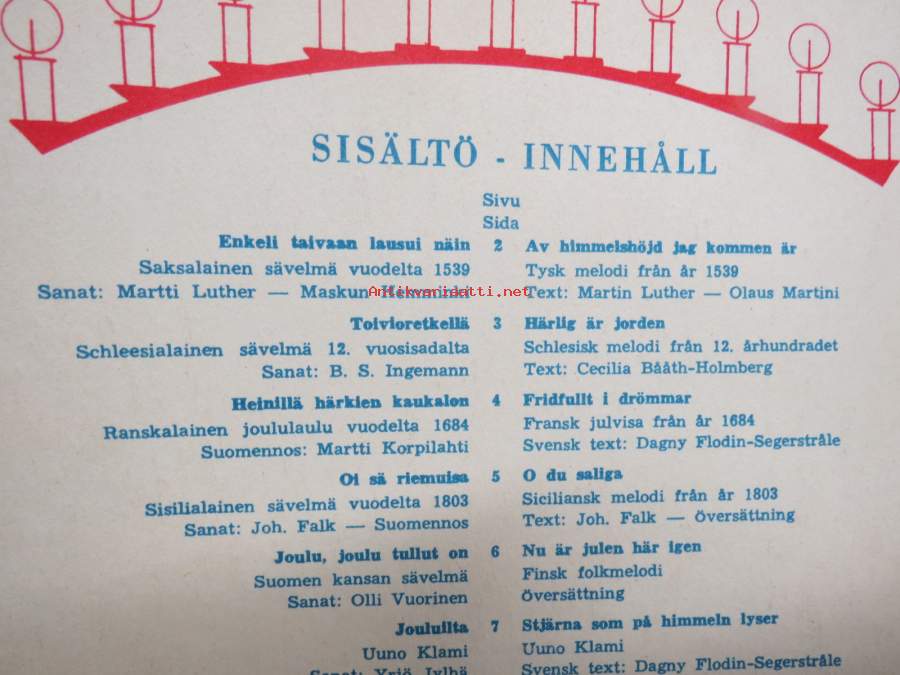 SISÄLTÖ - INNEHÅLL
Sivu
Sida
Enkeli taivaan lausui näin 2 Av himmelshöjd jag kommen är
Saksalainen sävelmä vuodelta 1539 Tysk melodi från år 1539
Sanat: Martti Luther — Maskun Text: Martin Luther — Olaus Martini
Antikvariaatti.net
Toivioretkellä 3 Härlig är jorden
Schleesialainen sävelmä 12. vuosisadalta Schlesisk melodi från 12. århundradet
Sanat: B. S. Ingemann Text: Cecilia Bååth-Holmberg
Heinillä härkien kaukalon 4 Fridfullt i drömmar
Ranskalainen joululaulu vuodelta 1684 Fransk julvisa från år 1684
Suomennos: Martti Korpilahti Svensk text: Dagny Flodin-Segerstråle
Oi sä riemuisa 5 O du saliga
Sisilialainen sävelmä vuodelta 1803 Siciliansk melodi från år 1803
Sanat: Joh. Falk — Suomennos Text: Joh. Falk — Översättning
Joulu, joulu tullut on 6 Nu är julen här igen
Suomen kansan sävelmä Finsk folkmelodi
Sanat: Olli Vuorinen Översättning
Jouluilta 7 Stjärna som på himmeln lyser
Uuno Klami Uuno Klami
Sanat: Yrjö Jylhä Svensk text: Dagny Flodin-Segerstråle